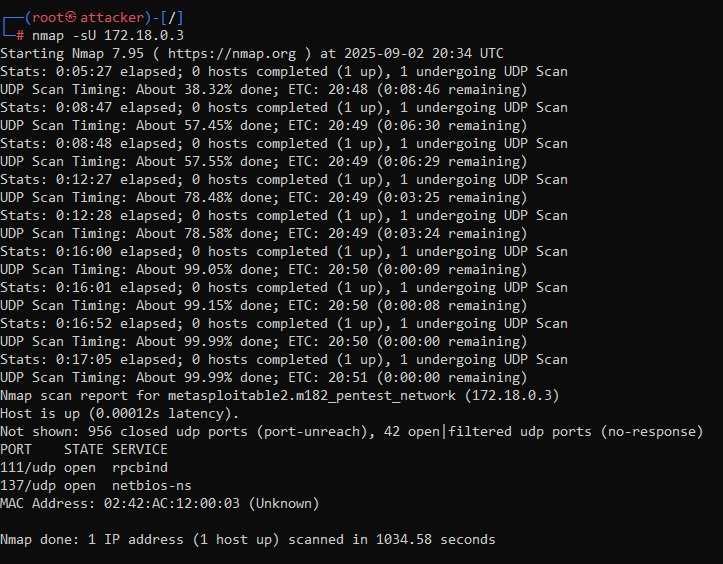 ┌──(root㉿attacker)-[/]
└─# nmap -sU 172.18.0.3
Starting Nmap 7.95 ( https://nmap.org ) at 2025-09-02 20:34 UTC
Stats: 0:05:27 elapsed; 0 hosts completed (1 up), 1 undergoing UDP Scan
UDP Scan Timing: About 38.32% done; ETC: 20:48 (0:08:46 remaining)
Stats: 0:08:47 elapsed; 0 hosts completed (1 up), 1 undergoing UDP Scan
UDP Scan Timing: About 57.45% done; ETC: 20:49 (0:06:30 remaining)
Stats: 0:08:48 elapsed; 0 hosts completed (1 up), 1 undergoing UDP Scan
UDP Scan Timing: About 57.55% done; ETC: 20:49 (0:06:29 remaining)
Stats: 0:12:27 elapsed; 0 hosts completed (1 up), 1 undergoing UDP Scan
UDP Scan Timing: About 78.48% done; ETC: 20:49 (0:03:25 remaining)
Stats: 0:12:28 elapsed; 0 hosts completed (1 up), 1 undergoing UDP Scan
UDP Scan Timing: About 78.58% done; ETC: 20:49 (0:03:24 remaining)
Stats: 0:16:00 elapsed; 0 hosts completed (1 up), 1 undergoing UDP Scan
UDP Scan Timing: About 99.05% done; ETC: 20:50 (0:00:09 remaining)
Stats: 0:16:01 elapsed; 0 hosts completed (1 up), 1 undergoing UDP Scan
UDP Scan Timing: About 99.15% done; ETC: 20:50 (0:00:08 remaining)
Stats: 0:16:52 elapsed; 0 hosts completed (1 up), 1 undergoing UDP Scan
UDP Scan Timing: About 99.99% done; ETC: 20:50 (0:00:00 remaining)
Stats: 0:17:05 elapsed; 0 hosts completed (1 up), 1 undergoing UDP Scan
UDP Scan Timing: About 99.99% done; ETC: 20:51 (0:00:00 remaining)
Nmap scan report for metasploitable2.m182_pentest_network (172.18.0.3)
Host is up (0.00012s latency).
Not shown: 956 closed udp ports (port-unreach), 42 open|filtered udp ports (no-response)
PORT    STATE SERVICE
111/udp open  rpcbind
137/udp open  netbios-ns
MAC Address: 02:42:AC:12:00:03 (Unknown)

Nmap done: 1 IP address (1 host up) scanned in 1034.58 seconds